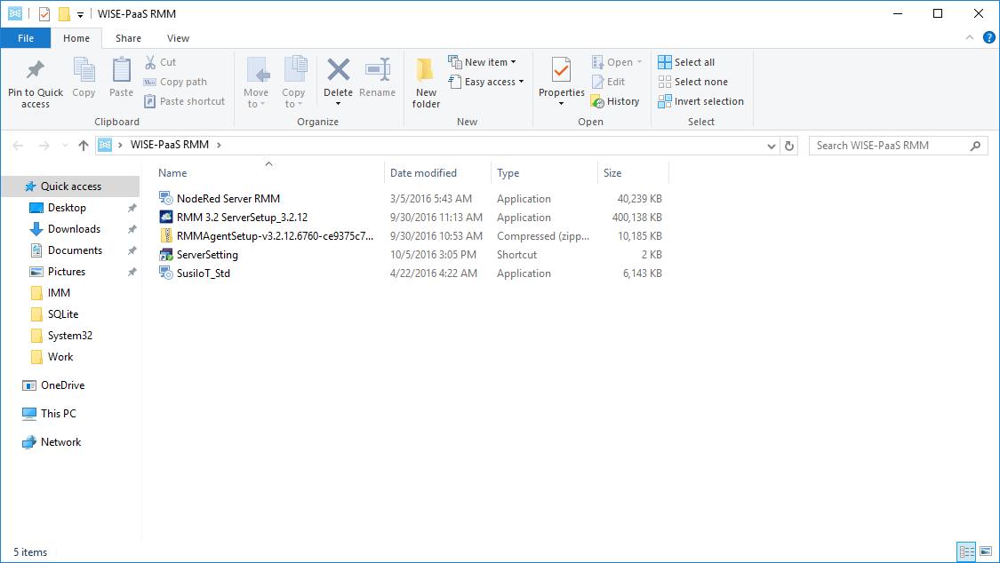 WISE-PaaS RMM
File Home Share View
Pin to Quick access
Copy
Paste
Cut
Copy path
Paste shortcut
Clipboard
Move to
Copy to
Delete
Rename
Organize
New folder
New item
Easy access
New
Properties
Open
Edit
History
Open
Select all
Select none
Invert selection
Select
WISE-PaaS RMM
Search WISE-PaaS RMM
Quick access
Desktop
Downloads
Documents
Pictures
IMM
SQLite
System32
Work
OneDrive
This PC
Network
Name Date modified Type Size
NodeRed Server RMM 3/5/2016 5:43 AM Application 40,239 KB
RMM 3.2 ServerSetup_3.2.12 9/30/2016 11:13 AM Application 400,138 KB
RMMAgentSetup-v3.2.12.6760-ce9375c7... 9/30/2016 10:53 AM Compressed (zipp... 10,185 KB
ServerSetting 10/5/2016 3:05 PM Shortcut 2 KB
SusiIoT_Std 4/22/2016 4:22 AM Application 6,143 KB
5 items